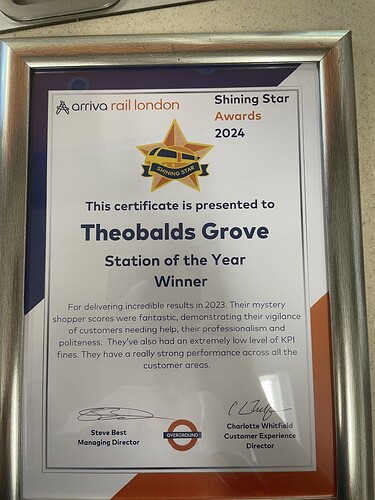 arriva rail london
Shining Star
Awards
2024
SHINING STAR
This certificate is presented to
Theobalds Grove
Station of the Year
Winner
For delivering incredible results in 2023. Their mystery
shopper scores were fantastic, demonstrating their vigilance
of customers needing help, their professionalism and
politeness. They've also had an extremely low level of KPI
fines. They have a really strong performance across all the
customer areas.
Steve Best
Managing Director
OVERGROUND
Charlotte Whitfield
Customer Experience
Director